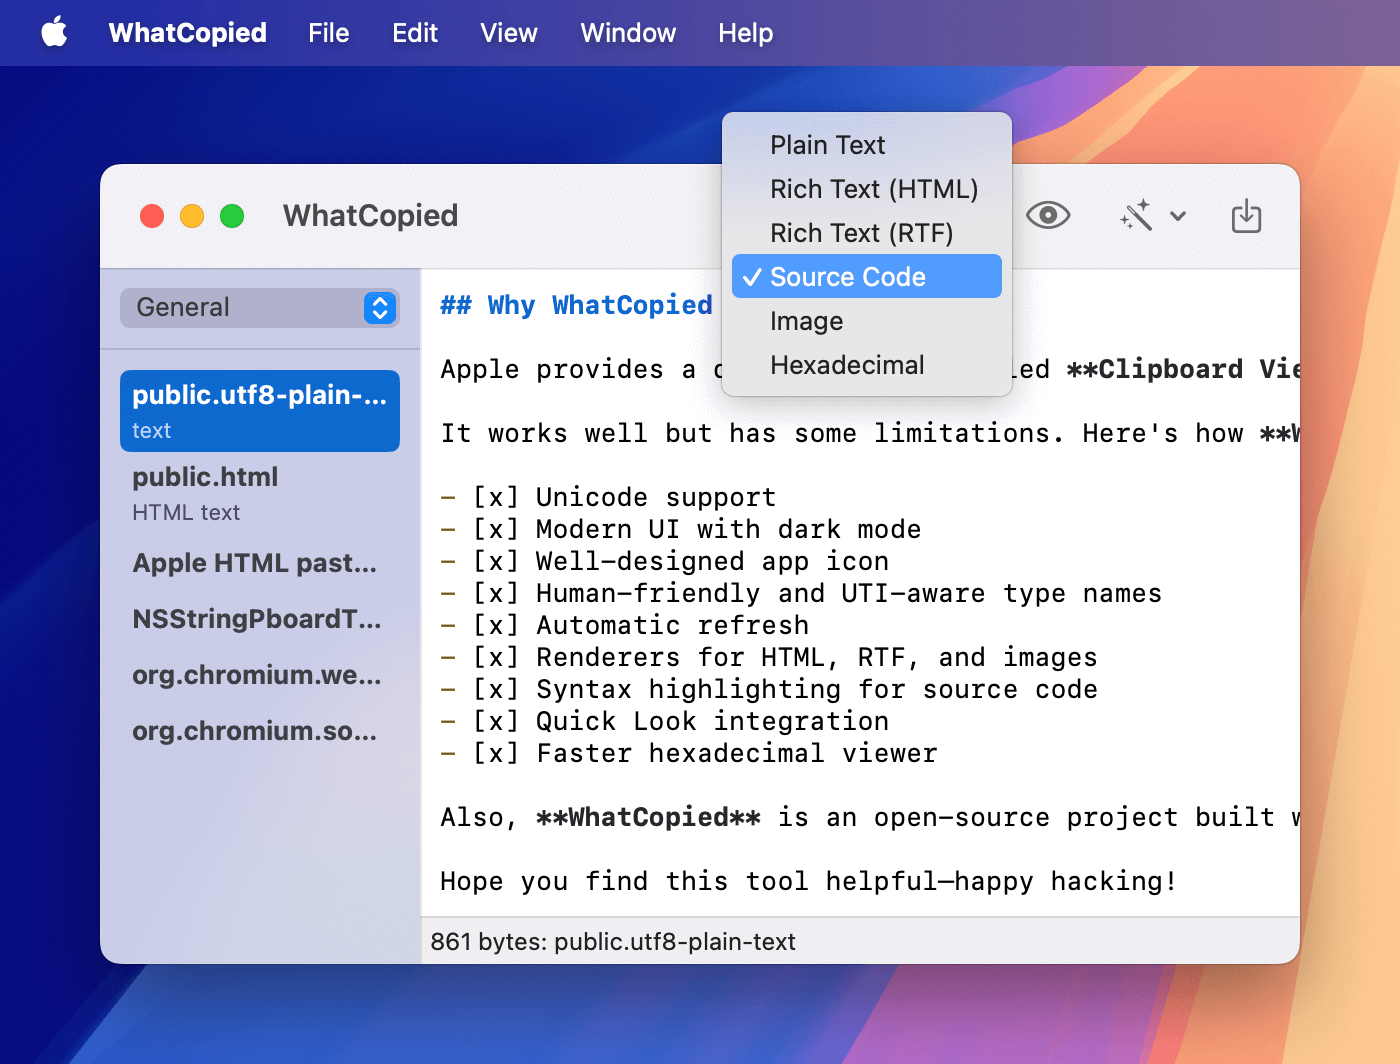 WhatCopied File Edit View Window Help
Plain Text
Rich Text (HTML)
Rich Text (RTF)
✓ Source Code
Image
Hexadecimal
WhatCopied
General
public.utf8-plain-...
text
public.html
HTML text
Apple HTML past...
NSStringPboardT...
org.chromium.we...
org.chromium.so...
## Why WhatCopied
Apple provides a **Clipboard
It works well but has some limitations. Here's how
- [x] Unicode support
- [x] Modern UI with dark mode
- [x] Well-designed app icon
- [x] Human-friendly and UTI-aware type names
- [x] Automatic refresh
- [x] Renderers for HTML, RTF, and images
- [x] Syntax highlighting for source code
- [x] Quick Look integration
- [x] Faster hexadecimal viewer
Also, **WhatCopied** is an open-source project built
Hope you find this tool helpful—happy hacking!
861 bytes: public.utf8-plain-text